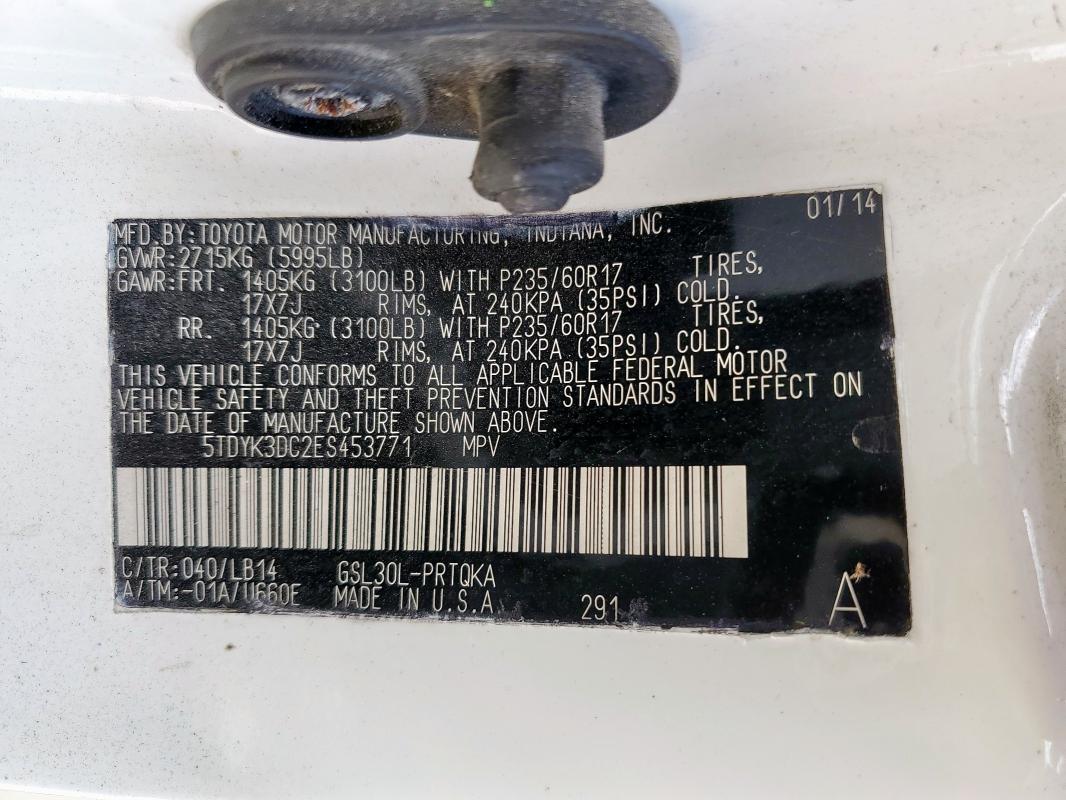 01/14
MFD. BY: TOYOTA MOTOR MANUFACTURING, INDIANA, INC.
GVWR: 2715KG (5995LB)
GAWR: FRT. 1405KG (3100LB) WITH P235/60R17 TIRES,
17X7J RIMS, AT 240KPA (35PSI) COLD.
RR. 1405KG (3100LB) WITH P235/60R17 TIRES,
17X7J RIMS, AT 240KPA (35PSI) COLD.
THIS VEHICLE CONFORMS TO ALL APPLICABLE FEDERAL MOTOR
VEHICLE SAFETY AND THEFT PREVENTION STANDARDS IN EFFECT ON
THE DATE OF MANUFACTURE SHOWN ABOVE.
5TDYK3DC2ES453771 MPV
C/TR: 040/LB14 GSL30L-PRTQKA
A/TM: -01A/U660E MADE IN U.S.A 291 A